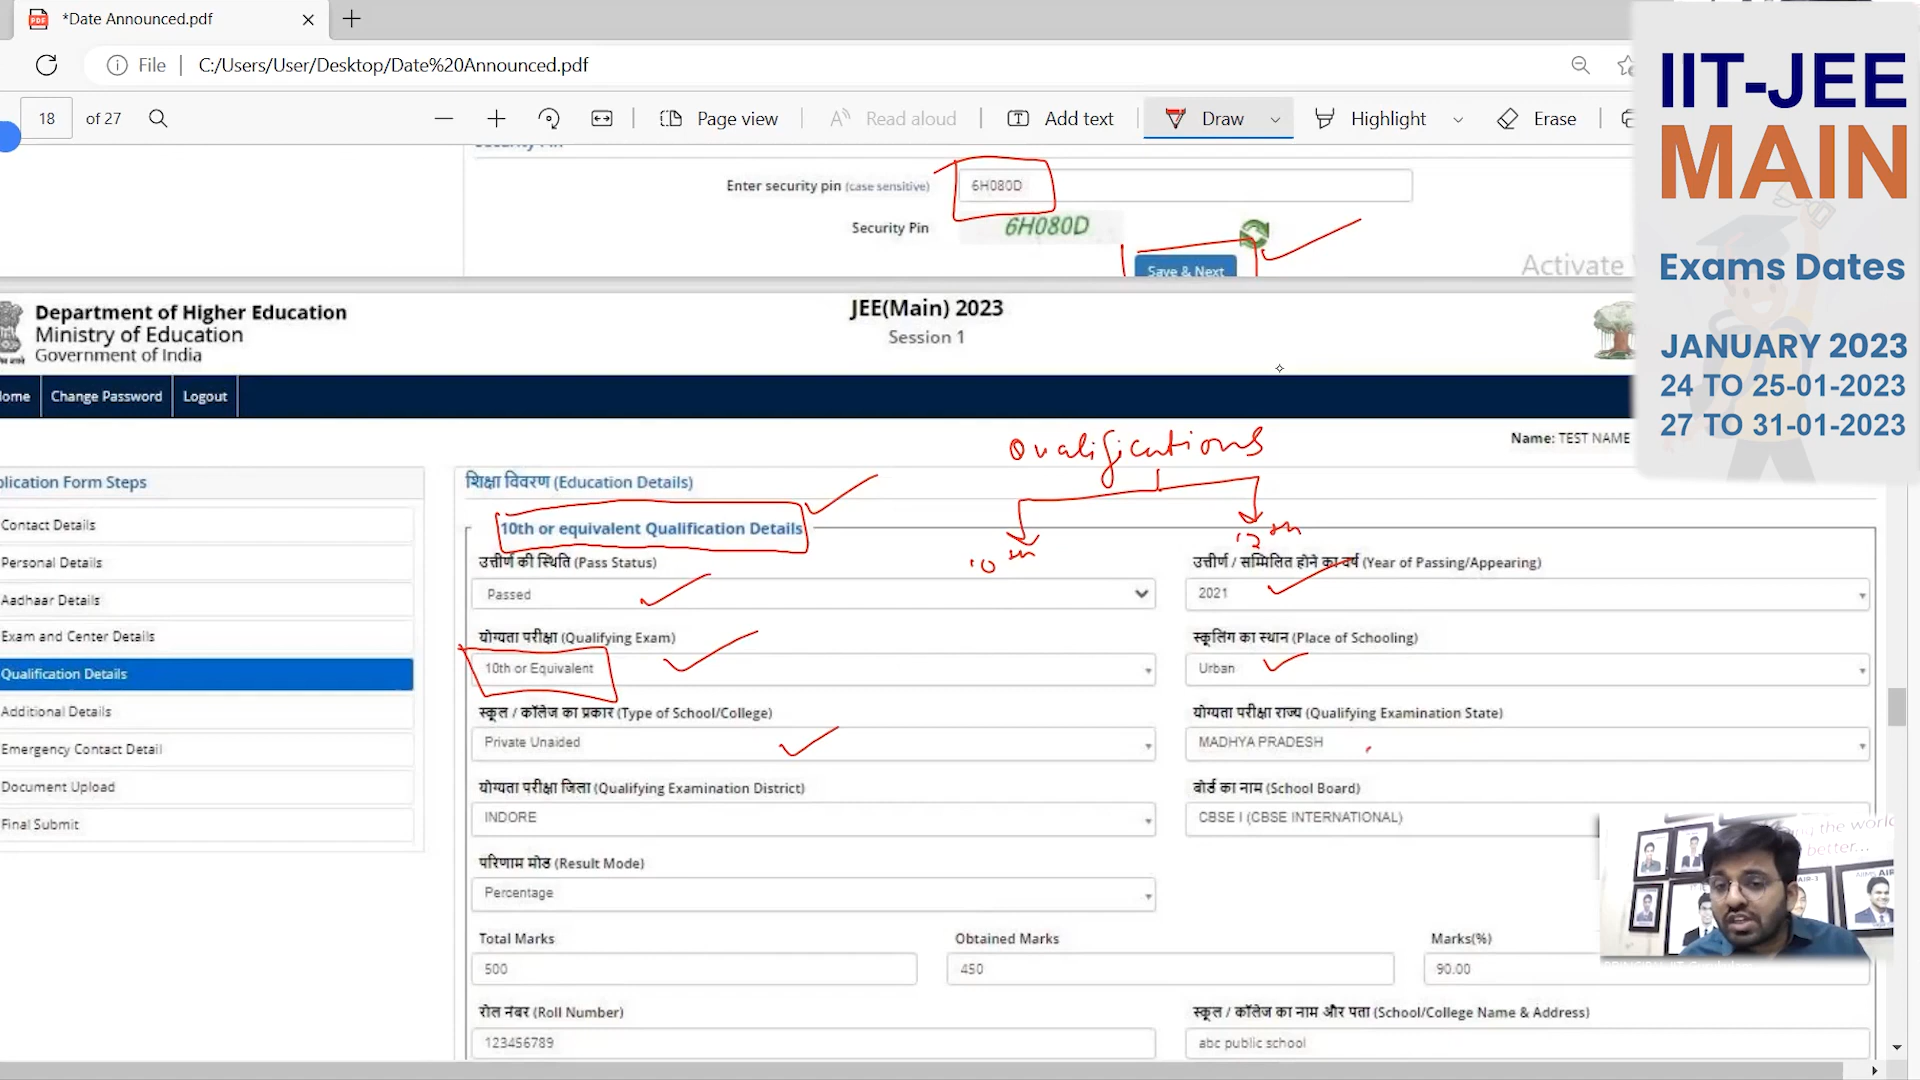 *Date Announced.pdf
File
C:/Users/User/Desktop/Date%20Announced.pdf
18 of 27
Page view
Read aloud
Add text
Draw
Highlight
Erase
IIT-JEE
MAIN
Exams Dates
JANUARY 2023
24 TO 25-01-2023
27 TO 31-01-2023
Enter security pin (case sensitive)
6H080D
Security Pin
6H080D
Save & Next
Activate
Department of Higher Education
Ministry of Education
Government of India
JEE(Main) 2023
Session 1
Change Password
Logout
Name: TEST NAME
Qualifications
10th
12th
plication Form Steps
Contact Details
Personal Details
Aadhaar Details
Exam and Center Details
Qualification Details
Additional Details
Emergency Contact Detail
Document Upload
Final Submit
शिक्षा विवरण (Education Details)
10th or equivalent Qualification Details
उत्तीर्ण की स्थिति (Pass Status)
Passed
उत्तीर्ण / सम्मिलित होने का वर्ष (Year of Passing/Appearing)
2021
योग्यता परीक्षा (Qualifying Exam)
10th or Equivalent
स्कूलिंग का स्थान (Place of Schooling)
Urban
स्कूल / कॉलेज का प्रकार (Type of School/College)
Private Unaided
योग्यता परीक्षा राज्य (Qualifying Examination State)
MADHYA PRADESH
योग्यता परीक्षा जिला (Qualifying Examination District)
INDORE
बोर्ड का नाम (School Board)
CBSE I (CBSE INTERNATIONAL)
परिणाम मोड (Result Mode)
Percentage
Total Marks
500
Obtained Marks
450
Marks(%)
90.00
रोल नंबर (Roll Number)
123456789
स्कूल / कॉलेज का नाम और पता (School/College Name & Address)
abc public school
the world
better...